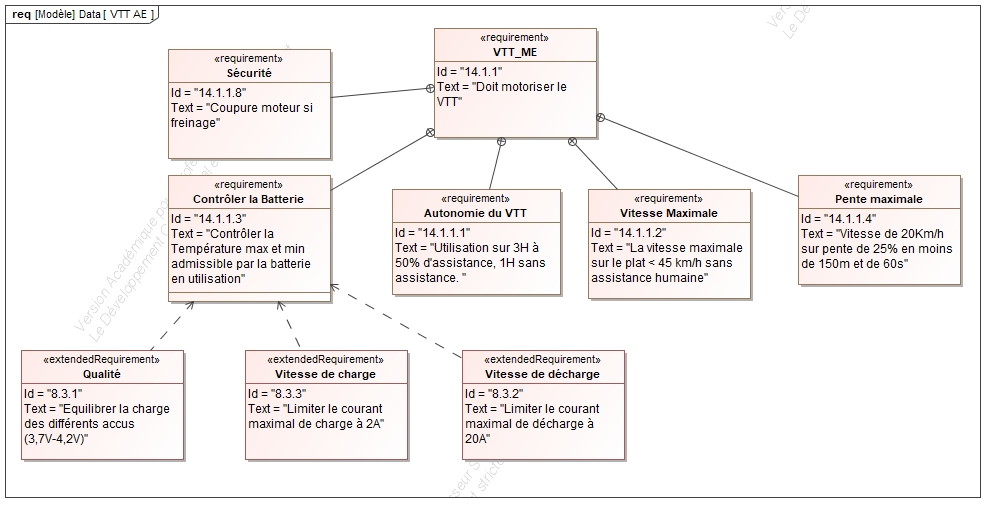 req [Modèle] Data [ VTT AE ]
«requirement»
VTT_ME
Id = "14.1.1"
Text = "Doit motoriser le
VTT"
«requirement»
Sécurité
Id = "14.1.1.8"
Text = "Coupure moteur si
freinage"
«requirement»
Contrôler la Batterie
Id = "14.1.1.3"
Text = "Contrôler la
Température max et min
admissible par la batterie
en utilisation"
«requirement»
Autonomie du VTT
Id = "14.1.1.1"
Text = "Utilisation sur 3H à
50% d'assistance, 1H sans
assistance. "
«requirement»
Vitesse Maximale
Id = "14.1.1.2"
Text = "La vitesse maximale
sur le plat < 45 km/h sans
assistance humaine"
«requirement»
Pente maximale
Id = "14.1.1.4"
Text = "Vitesse de 20Km/h
sur pente de 25% en moins
de 150m et de 60s"
«extendedRequirement»
Qualité
Id = "8.3.1"
Text = "Equilibrer la charge
des différents accus
(3,7V-4,2V)"
«extendedRequirement»
Vitesse de charge
Id = "8.3.3"
Text = "Limiter le courant
maximal de charge à 2A"
«extendedRequirement»
Vitesse de décharge
Id = "8.3.2"
Text = "Limiter le courant
maximal de décharge à
20A"
Version Académique
Le Développement